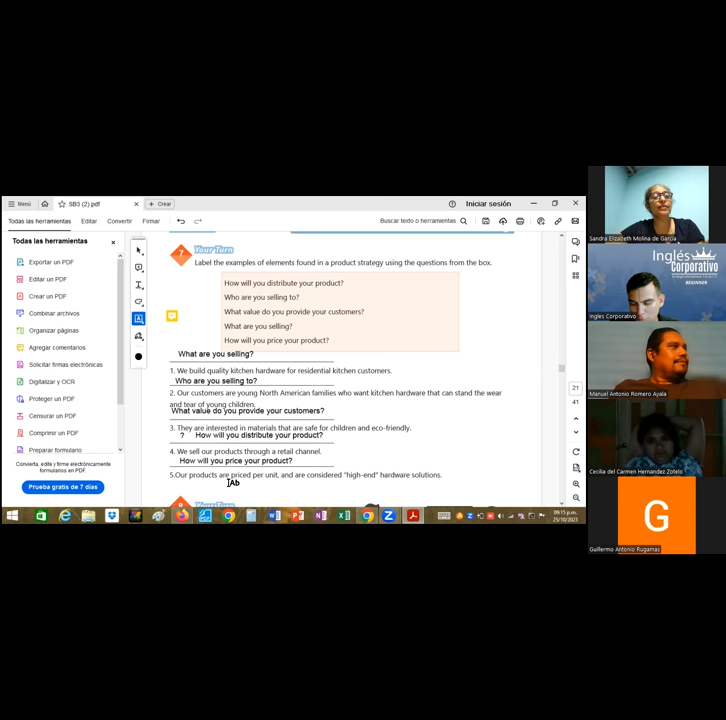 Menú
SB3 (2).pdf
Crear
Iniciar sesión
Todas las herramientas
Editar
Convertir
Firmar
Buscar texto o herramientas
Todas las herramientas
Exportar un PDF
Editar un PDF
Crear un PDF
Combinar archivos
Organizar páginas
Agregar comentarios
Solicitar firmas electrónicas
Digitalizar y OCR
Proteger un PDF
Censurar un PDF
Comprimir un PDF
Preparar formulario
Convierta, edite y firme electrónicamente
formularios en PDF.
Prueba gratis de 7 días
7
Your Turn
Label the examples of elements found in a product strategy using the questions from the box.
How will you distribute your product?
Who are you selling to?
What value do you provide your customers?
What are you selling?
How will you price your product?
What are you selling?
1. We build quality kitchen hardware for residential kitchen customers.
Who are you selling to?
2. Our customers are young North American families who want kitchen hardware that can stand the wear
and tear of young children.
What value do you provide your customers?
3. They are interested in materials that are safe for children and eco-friendly.
? How will you distribute your product?
4. We sell our products through a retail channel.
How will you price your product?
5.Our products are priced per unit, and are considered "high-end" hardware solutions.
Ab
8
Your Turn
21
41
09:15 p.m.
25/10/2023
Sandra Elizabeth Molina de García
Inglés
Corporativo
BEGINNER
Ingles Corporativo
Manuel Antonio Romero Ayala
Cecilia del Carmen Hernandez Zotelo
G
Guillermo Antonio Rugamas